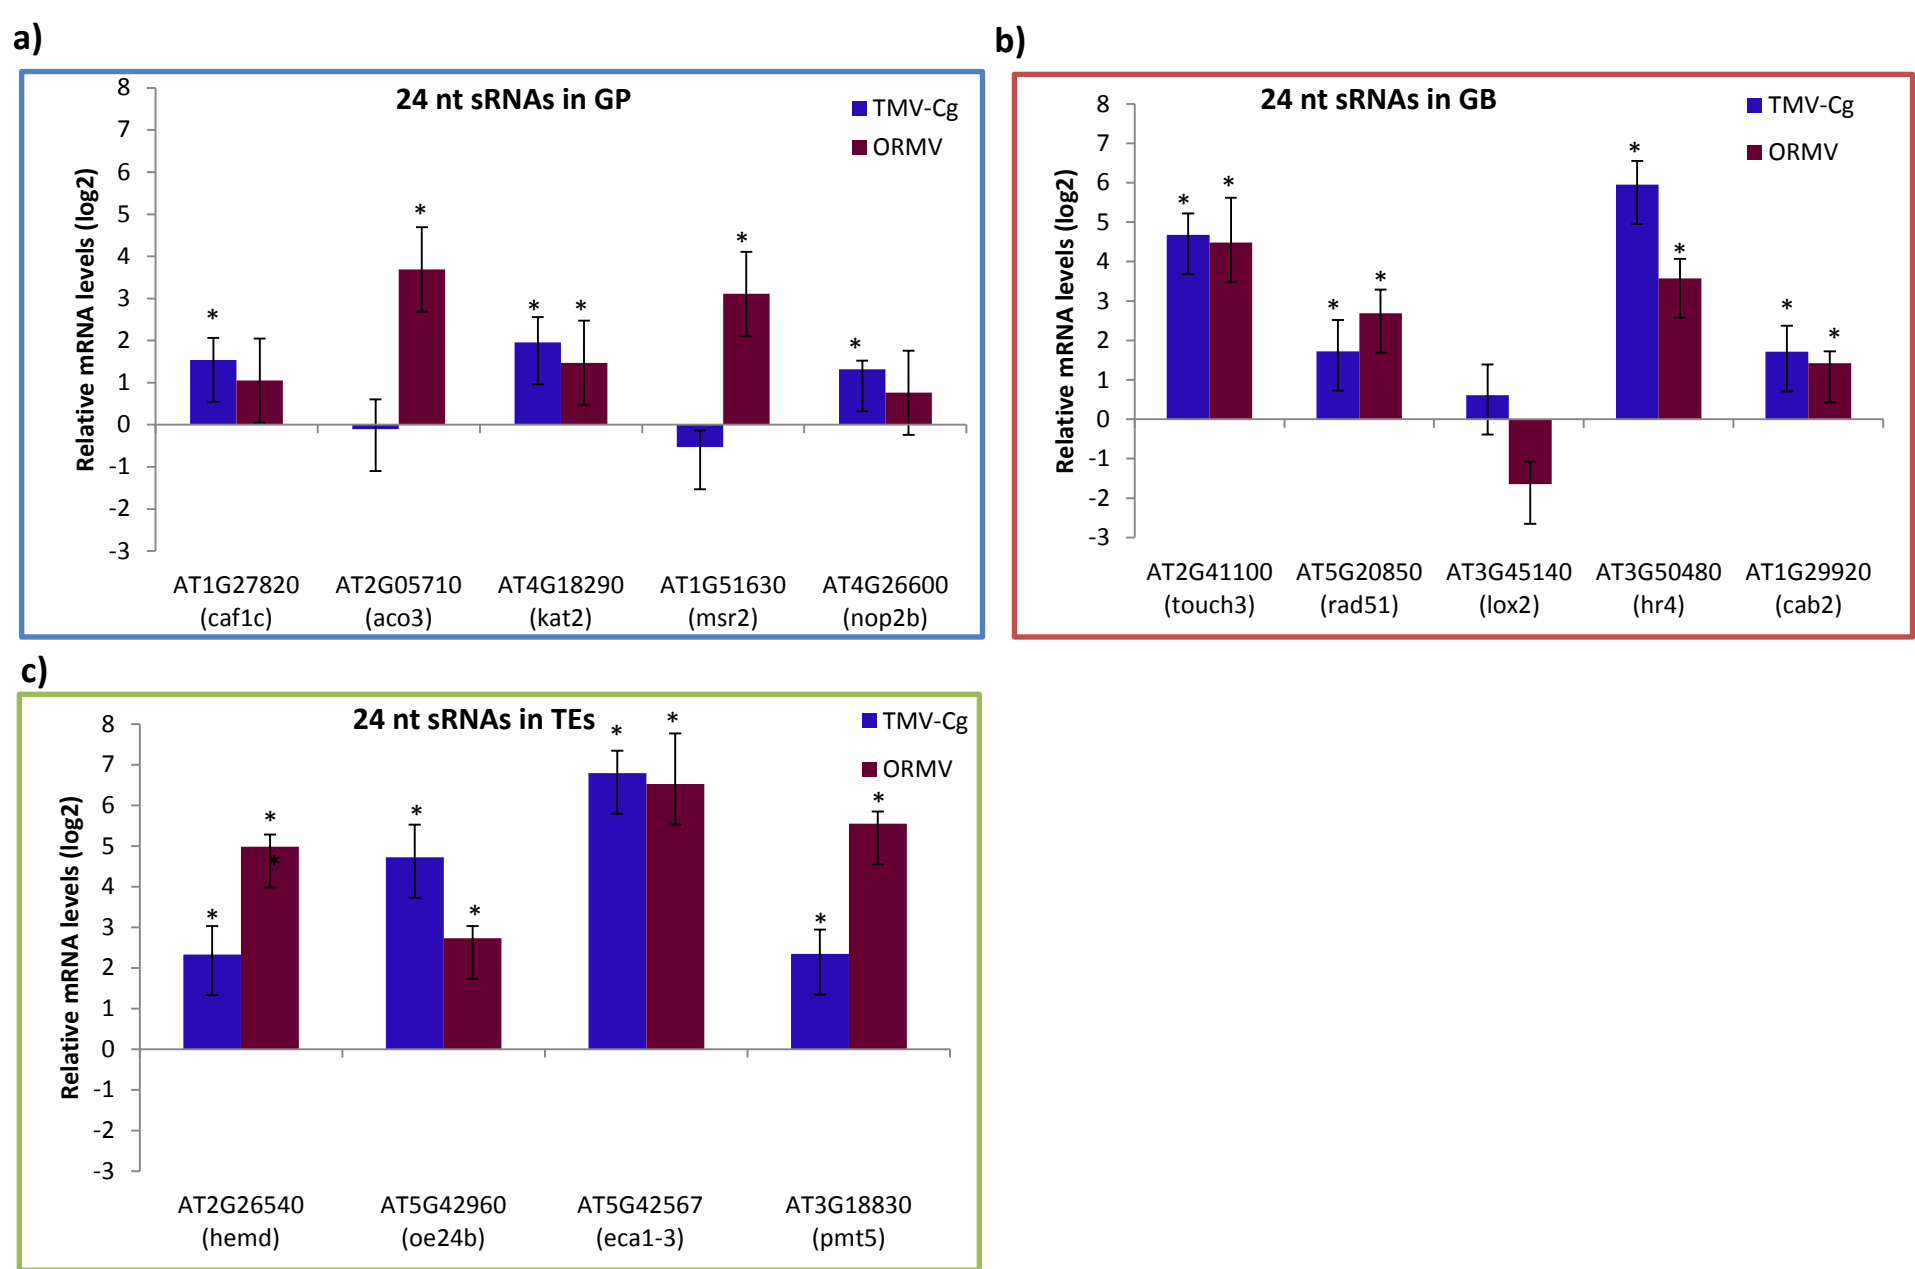 a)
24 nt sRNAs in GP
TMV-Cg
ORMV
Relative mRNA levels (log2)
8
7
6
5
4
3
2
1
0
-1
-2
-3
* * * * * *
AT1G27820 AT2G05710 AT4G18290 AT1G51630 AT4G26600
(caf1c) (aco3) (kat2) (msr2) (nop2b)
b)
24 nt sRNAs in GB
TMV-Cg
ORMV
Relative mRNA levels (log2)
8
7
6
5
4
3
2
1
0
-1
-2
-3
* * * * * * * *
AT2G41100 AT5G20850 AT3G45140 AT3G50480 AT1G29920
(touch3) (rad51) (lox2) (hr4) (cab2)
c)
24 nt sRNAs in TEs
TMV-Cg
ORMV
Relative mRNA levels (log2)
8
7
6
5
4
3
2
1
0
-1
-2
-3
* * * * * * * * *
AT2G26540 AT5G42960 AT5G42567 AT3G18830
(hemd) (oe24b) (eca1-3) (pmt5)